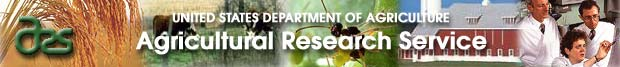 ars
UNITED STATES DEPARTMENT OF AGRICULTURE
Agricultural Research Service